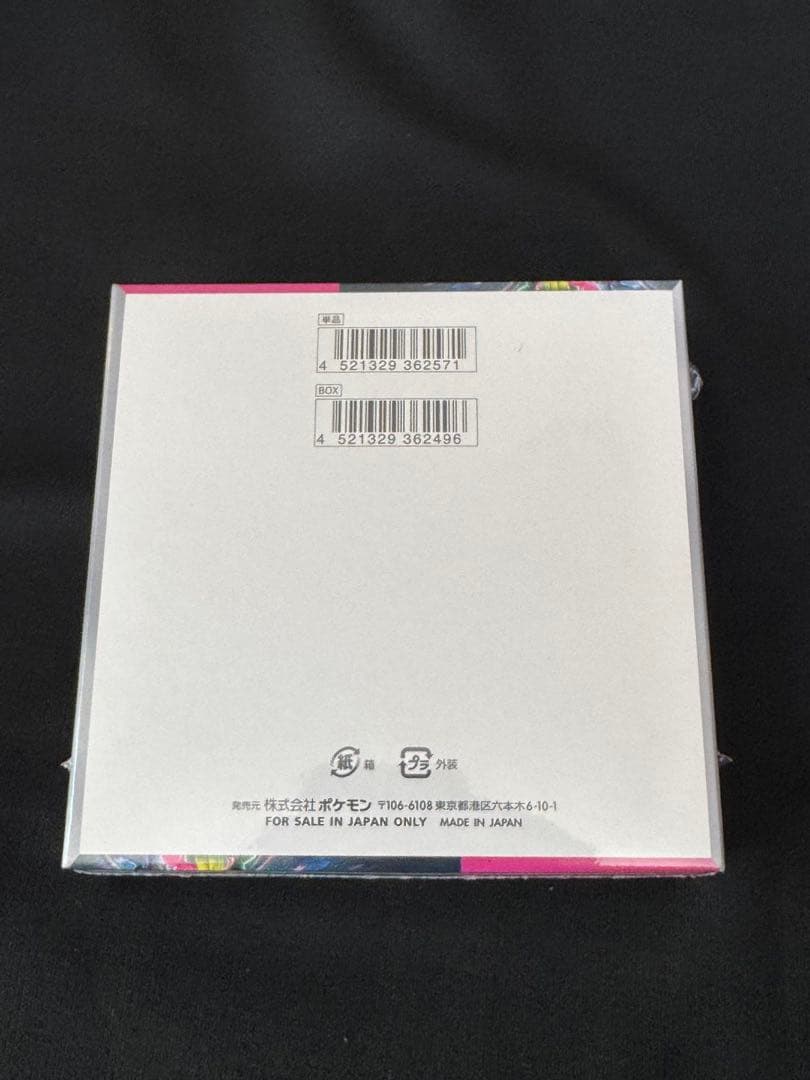 単品
4 521329 362571
BOX
4 521329 362496
紙 箱 プラ 外装
発売元 株式会社 ポケモン 〒106-6108 東京都港区六本木6-10-1
FOR SALE IN JAPAN ONLY MADE IN JAPAN